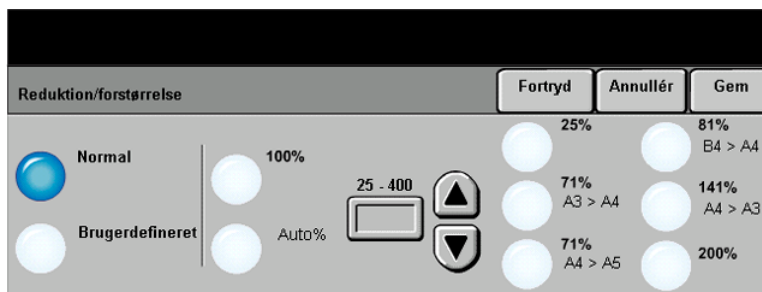 Reduktion/forstørrelse
Fortryd
Annullér
Gem
Normal
Brugerdefineret
100%
Auto%
25 - 400
25%
71%
A3 > A4
71%
A4 > A5
81%
B4 > A4
141%
A4 > A3
200%